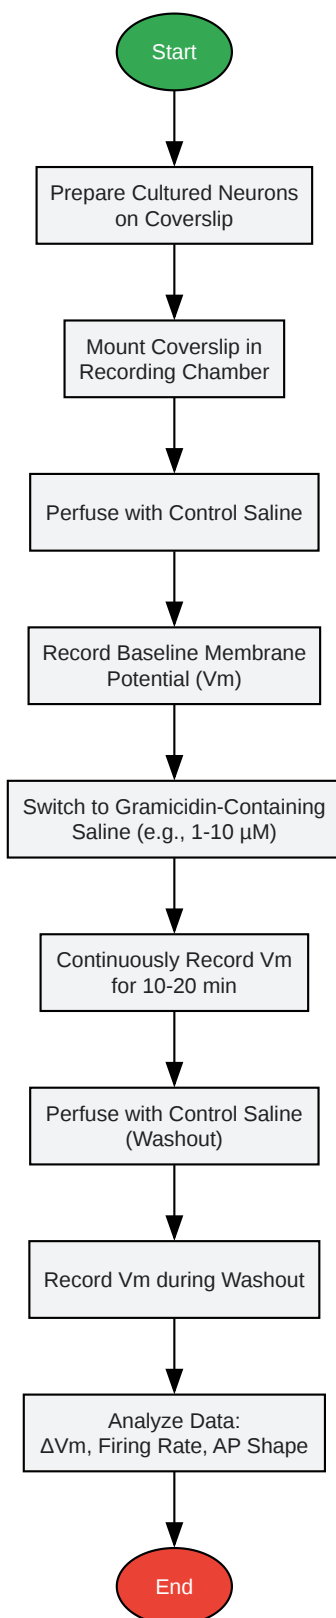 Start
Prepare Cultured Neurons
on Coverslip
Mount Coverslip in
Recording Chamber
Perfuse with Control Saline
Record Baseline Membrane
Potential (Vm)
Switch to Gramicidin-Containing
Saline (e.g., 1-10 µM)
Continuously Record Vm
for 10-20 min
Perfuse with Control Saline
(Washout)
Record Vm during Washout
Analyze Data:
ΔVm, Firing Rate, AP Shape
End